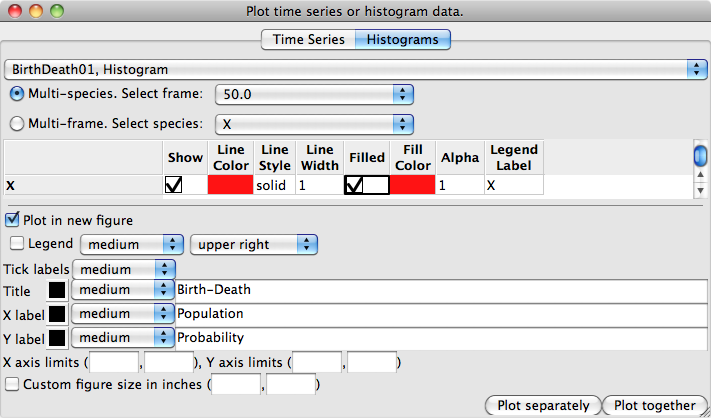 Plot time series or histogram data.
Time Series Histograms
BirthDeath01, Histogram
Multi-species. Select frame: 50.0
Multi-frame. Select species: X
Show Line Color Line Style Line Width Filled Fill Color Alpha Legend Label
X solid 1 1 X
Plot in new figure
Legend medium upper right
Tick labels medium
Title medium Birth-Death
X label medium Population
Y label medium Probability
X axis limits ( , ), Y axis limits ( , )
Custom figure size in inches ( , )
Plot separately Plot together